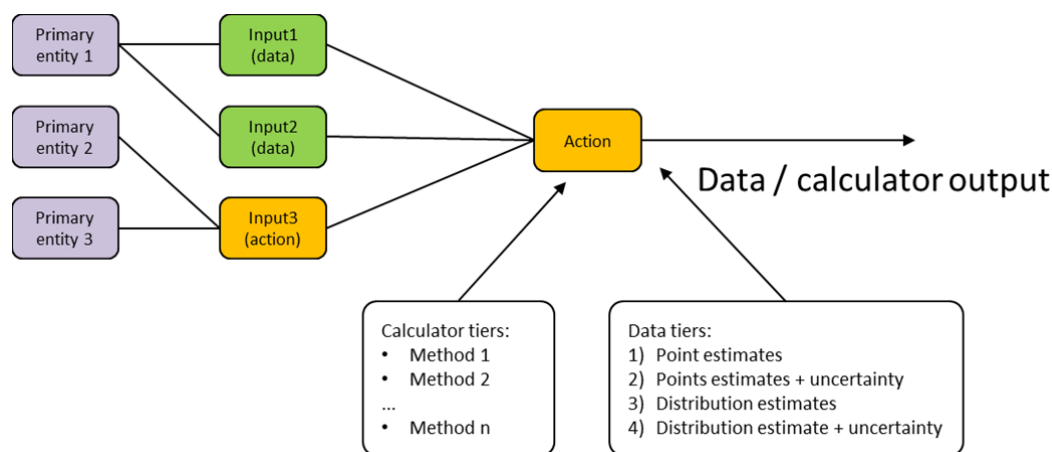 Primary
entity 1
Input1
(data)
Primary
entity 2
Input2
(data)
Action
Data / calculator output
Primary
entity 3
Input3
(action)
Calculator tiers:
• Method 1
• Method 2
...
• Method n
Data tiers:
1) Point estimates
2) Points estimates + uncertainty
3) Distribution estimates
4) Distribution estimate + uncertainty